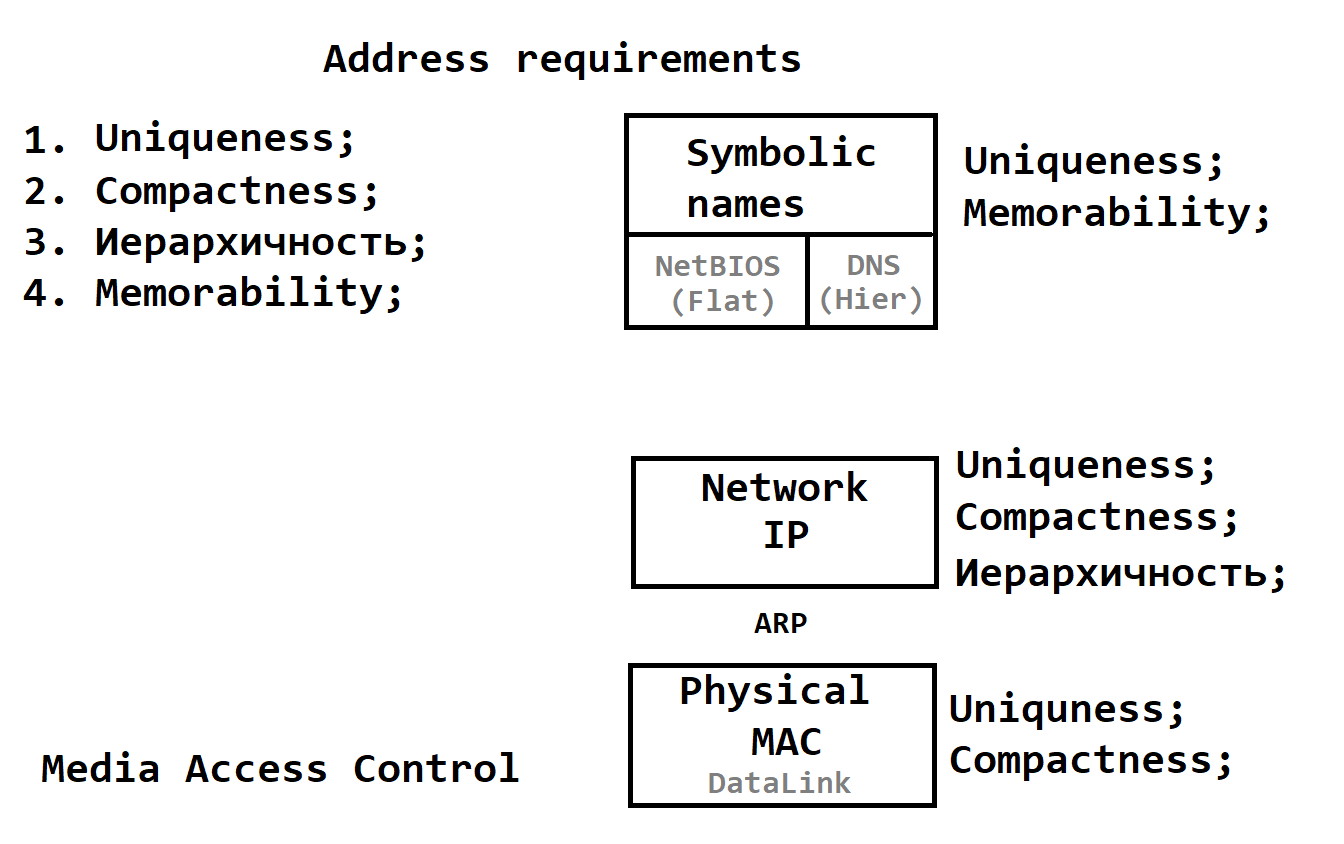 Address requirements
1. Uniqueness;
2. Compactness;
3. Иерархичность;
4. Memorability;
Symbolic
names
NetBIOS
(Flat)
DNS
(Hier)
Uniqueness;
Memorability;
Network
IP
Uniqueness;
Compactness;
Иерархичность;
ARP
Physical
MAC
DataLink
Uniquness;
Compactness;
Media Access Control